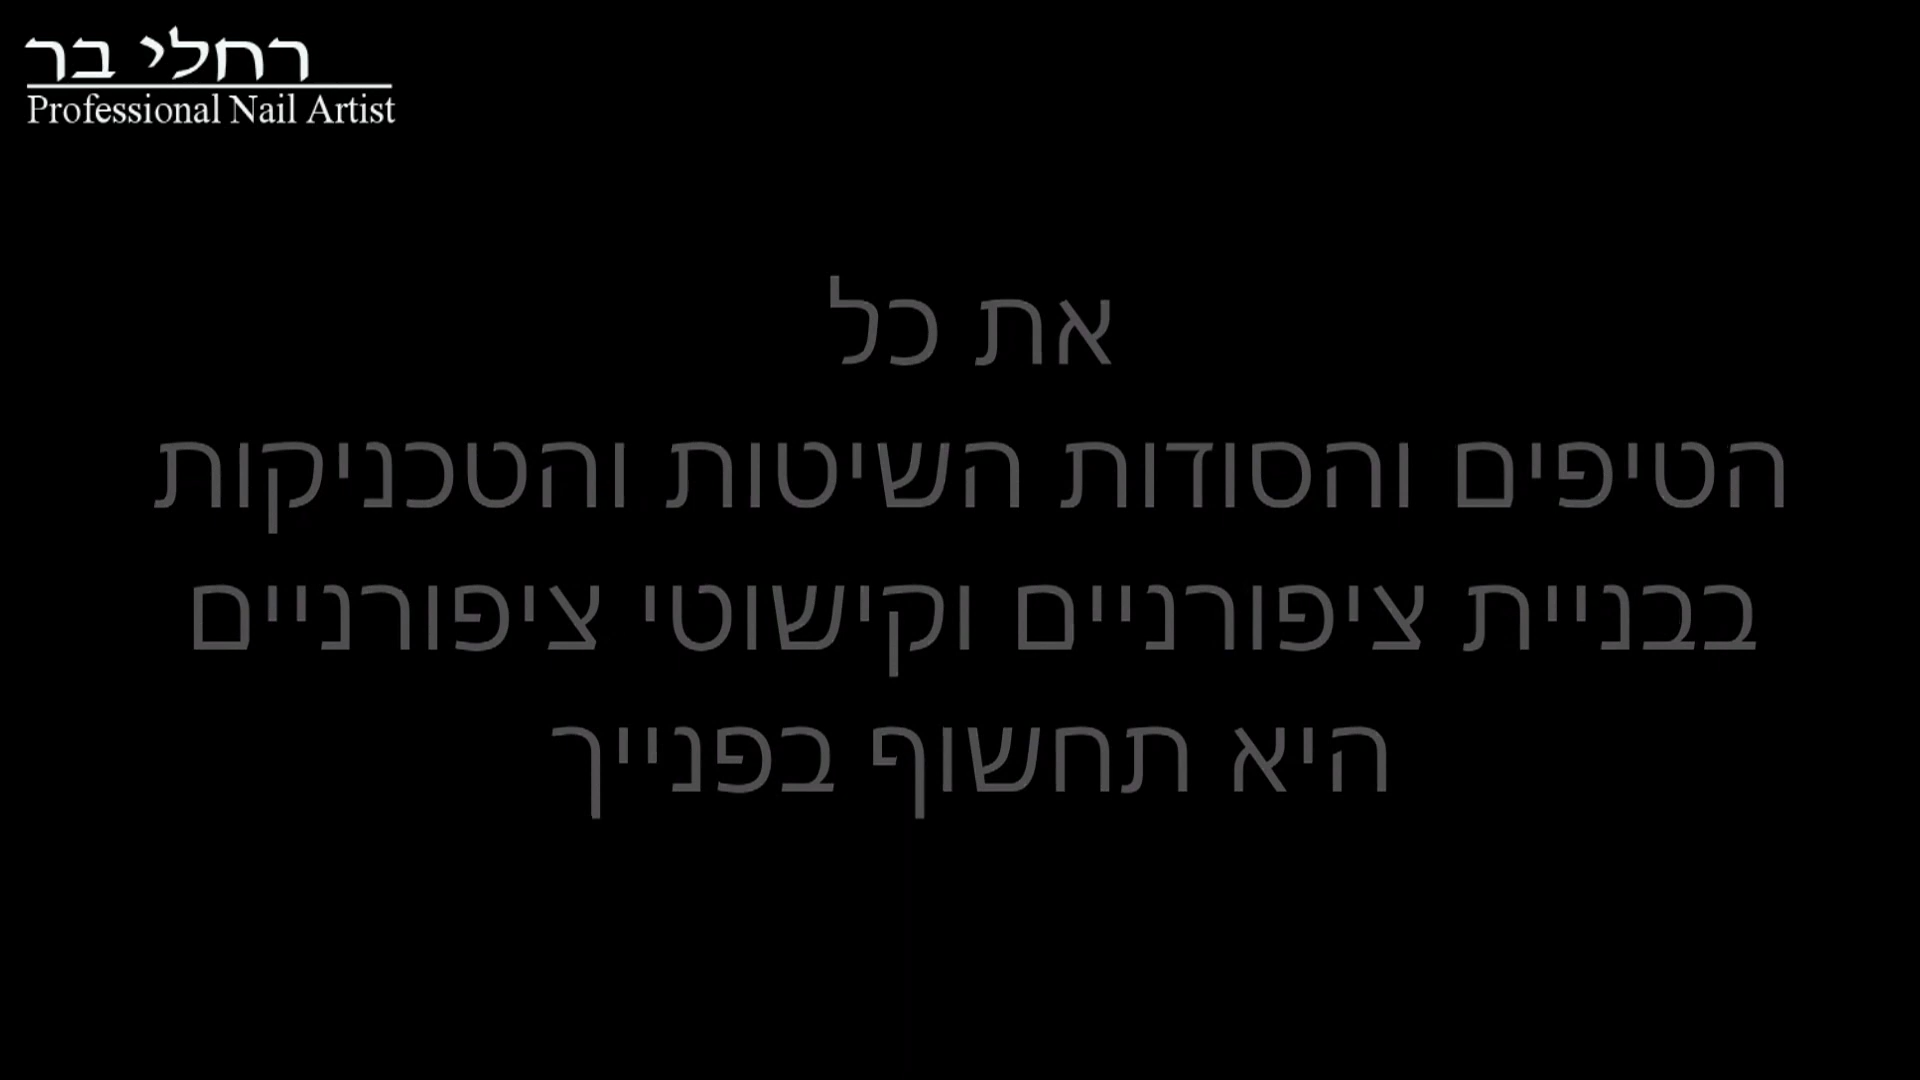 רחלי בר
Professional Nail Artist
את כל
הטיפים והסודות השיטות והטכניקות
בבניית ציפורניים וקישוטי ציפורניים
היא תחשוף בפנייך